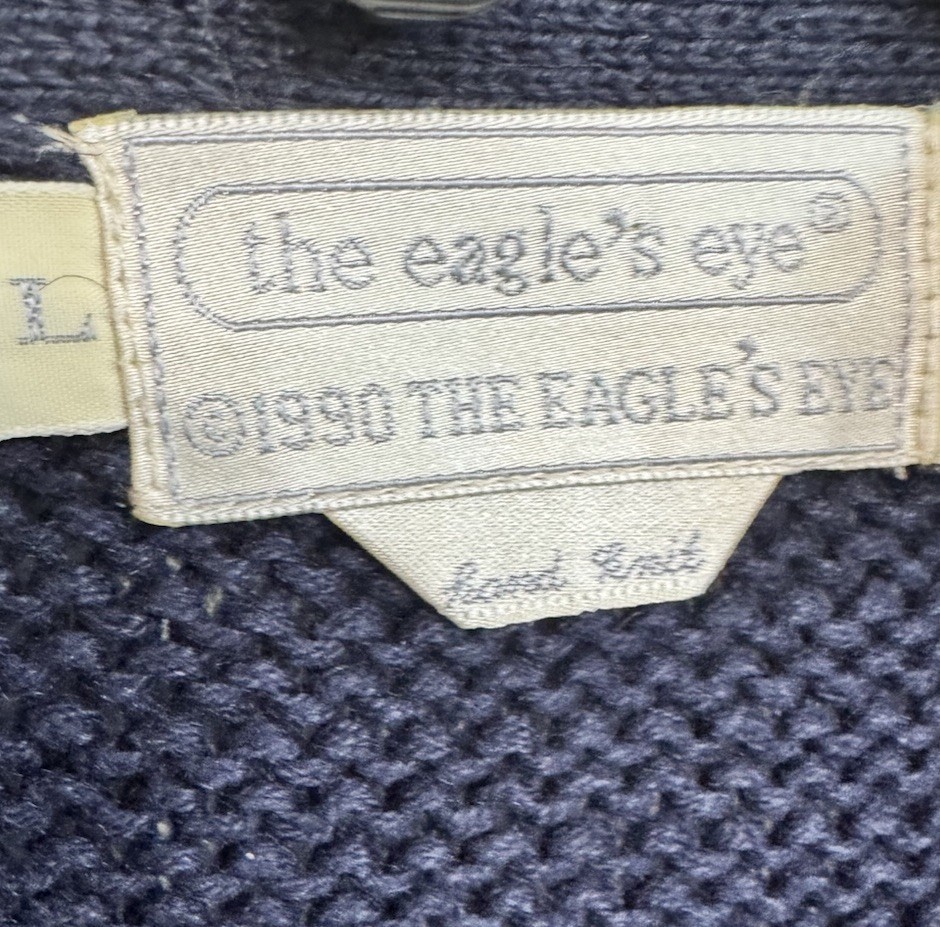 the eagle's eye®
L
©1990 THE EAGLE'S EYE
hand knit